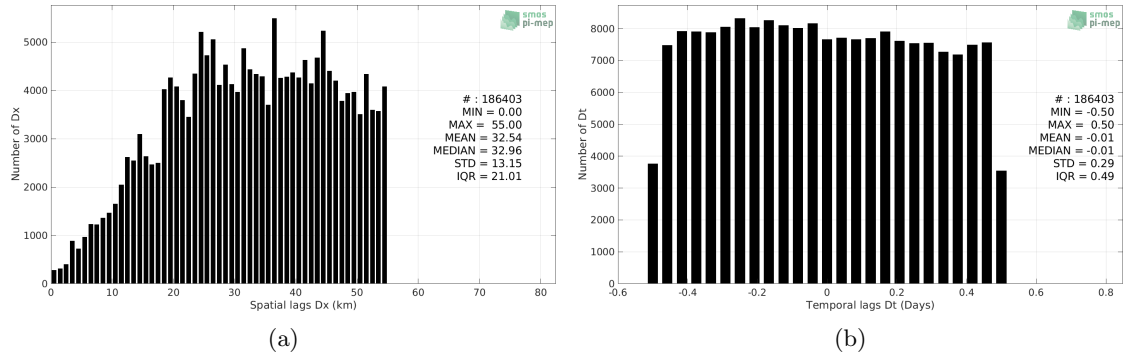 smos
pi-mep
5000
4000
3000
2000
1000
0
Number of Dx
# : 186403
MIN = 0.00
MAX = 55.00
MEAN = 32.54
MEDIAN = 32.96
STD = 13.15
IQR = 21.01
0 10 20 30 40 50 60 70 80
Spatial lags Dx (km)
(a)
smos
pi-mep
8000
7000
6000
5000
4000
3000
2000
1000
0
Number of Dt
# : 186403
MIN = -0.50
MAX = 0.50
MEAN = -0.01
MEDIAN = -0.01
STD = 0.29
IQR = 0.49
-0.6 -0.4 -0.2 0 0.2 0.4 0.6 0.8
Temporal lags Dt (Days)
(b)